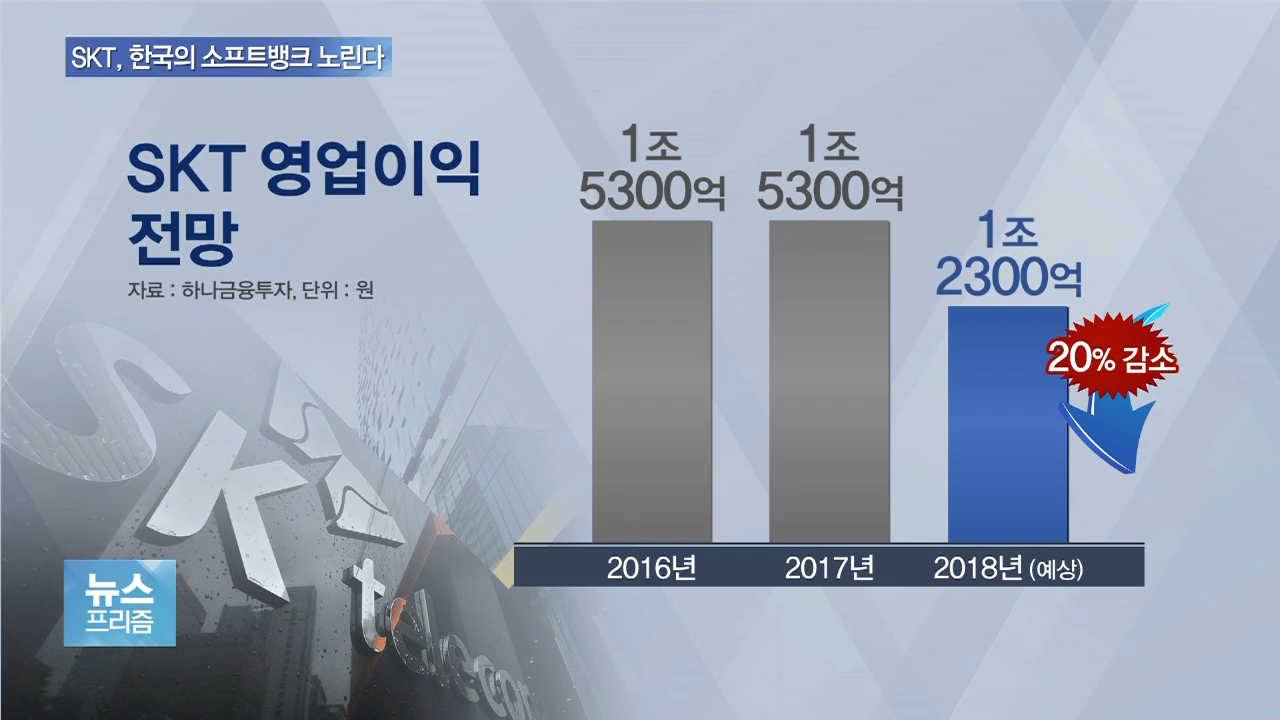 SKT, 한국의 소프트뱅크 노린다
SKT 영업이익
전망
자료 : 하나금융투자, 단위 : 원
1조
5300억
1조
5300억
1조
2300억
20% 감소
2016년
2017년
2018년 (예상)
SK
telecom
뉴스
프리즘